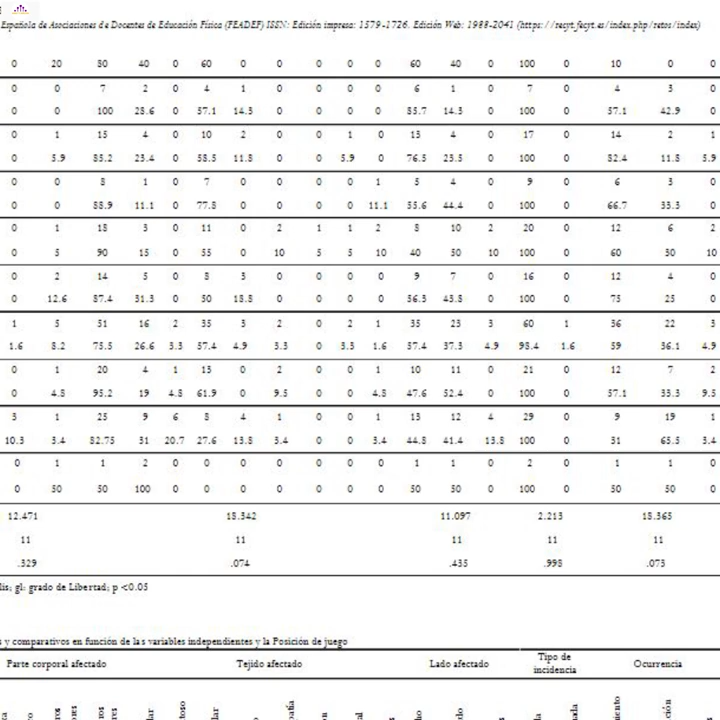 Española de Asociaciones de Docentes de Educación Física (FEADEF) ISSN: Edición impresa: 1579-1726. Edición Web: 1988-2041 (https://recyt.fecyt.es/index.php/retos/index)
0 20 80 40 0 60 0 0 0 0 0 60 40 0 100 0 10 0 0
0 0 7 2 0 4 1 0 0 0 0 6 1 0 7 0 4 3 0
0 0 100 28.6 0 57.1 14.3 0 0 0 0 85.7 14.3 0 100 0 57.1 42.9 0
0 1 15 4 0 10 2 0 0 1 0 13 4 0 17 0 14 2 1
0 5.9 85.2 23.4 0 58.5 11.8 0 0 5.9 0 76.5 23.5 0 100 0 82.4 11.8 5.9
0 0 8 1 0 7 0 0 0 0 1 5 4 0 9 0 6 3 0
0 0 88.9 11.1 0 77.8 0 0 0 0 11.1 55.6 44.4 0 100 0 66.7 33.3 0
0 1 18 3 0 11 0 2 1 1 2 8 10 2 20 0 12 6 2
0 5 90 15 0 55 0 10 5 5 10 40 50 10 100 0 60 30 10
0 2 14 5 0 8 3 0 0 0 0 9 7 0 16 0 12 4 0
0 12.6 87.4 31.3 0 50 18.8 0 0 0 0 56.3 43.8 0 100 0 75 25 0
1 5 51 16 2 35 3 2 0 2 1 35 23 3 60 1 36 22 3
1.6 8.2 75.5 26.6 3.3 57.4 4.9 3.3 0 3.3 1.6 57.4 37.3 4.9 98.4 1.6 59 36.1 4.9
0 1 20 4 1 15 0 2 0 0 1 10 11 0 21 0 12 7 2
0 4.8 95.2 19 4.8 61.9 0 9.5 0 0 4.8 47.6 52.4 0 100 0 57.1 33.3 9.5
3 1 25 9 6 8 4 1 0 0 1 13 12 4 29 0 9 19 1
10.3 3.4 82.75 31 20.7 27.6 13.8 3.4 0 0 3.4 44.8 41.4 13.8 100 0 31 65.5 3.4
0 1 1 2 0 0 0 0 0 0 0 1 1 0 2 0 1 1 0
0 50 50 100 0 0 0 0 0 0 0 50 50 0 100 0 50 50 0
12.471 18.342 11.097 2.213 18.365
11 11 11 11 11
.329 .074 .435 .998 .073
lis; gl: grado de Libertad; p <0.05
s y comparativos en función de las variables independientes y la Posición de juego
Parte corporal afectado Tejido afectado Lado afectado Tipo de incidencia Ocurrencia